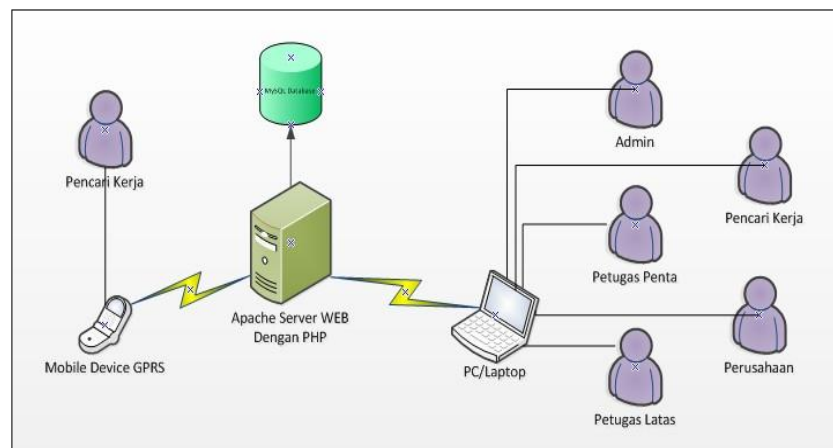 MySQL Database
Pencari Kerja
Admin
Pencari Kerja
Petugas Penta
Apache Server WEB
Dengan PHP
Mobile Device GPRS
PC/Laptop
Perusahaan
Petugas Latas